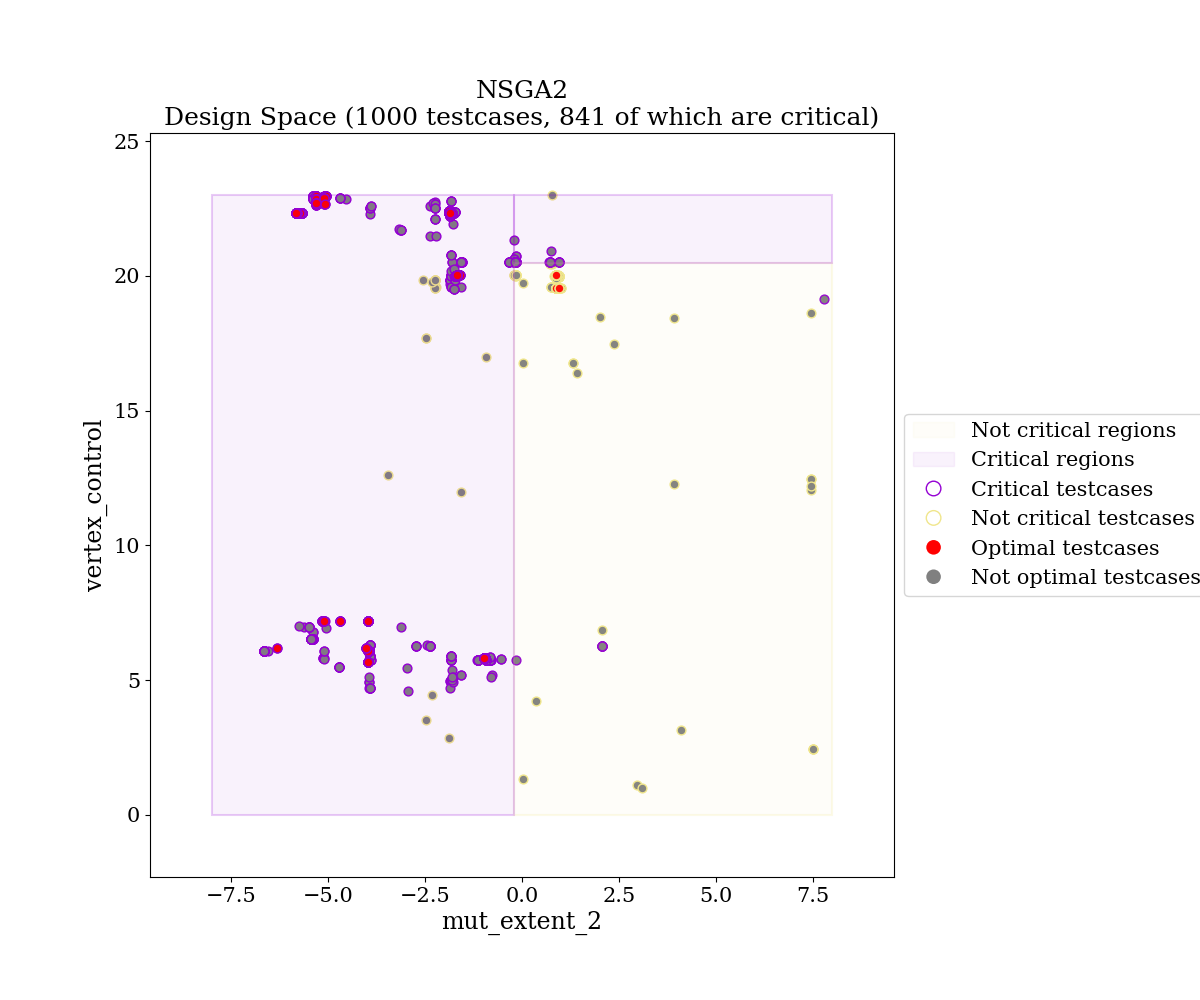 NSGA2
Design Space (1000 testcases, 841 of which are critical)
25
20
15
10
5
0
vertex_control
−7.5
−5.0
−2.5
0.0
2.5
5.0
7.5
mut_extent_2
Not critical regions
Critical regions
Critical testcases
Not critical testcases
Optimal testcases
Not optimal testcases